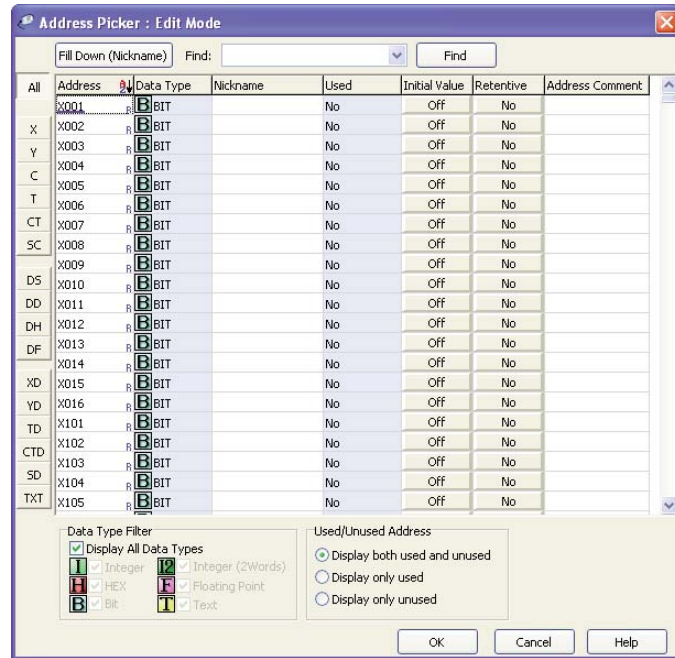 Address Picker : Edit Mode
Fill Down (Nickname) Find: Find
All Address Data Type Nickname Used Initial Value Retentive Address Comment
X001 R B BIT No Off No
X X002 R B BIT No Off No
Y X003 R B BIT No Off No
C X004 R B BIT No Off No
X005 R B BIT No Off No
T X006 R B BIT No Off No
CT X007 R B BIT No Off No
SC X008 R B BIT No Off No
X009 R B BIT No Off No
DS X010 R B BIT No Off No
DD X011 R B BIT No Off No
DH X012 R B BIT No Off No
DF X013 R B BIT No Off No
X014 R B BIT No Off No
XD X015 R B BIT No Off No
YD X016 R B BIT No Off No
TD X101 R B BIT No Off No
CTD X102 R B BIT No Off No
X103 R B BIT No Off No
SD X104 R B BIT No Off No
TXT X105 R B BIT No Off No
Data Type Filter
Display All Data Types
I Integer I2 Integer (2Words)
H HEX F Floating Point
B Bit T Text
Used/Unused Address
Display both used and unused
Display only used
Display only unused
OK Cancel Help